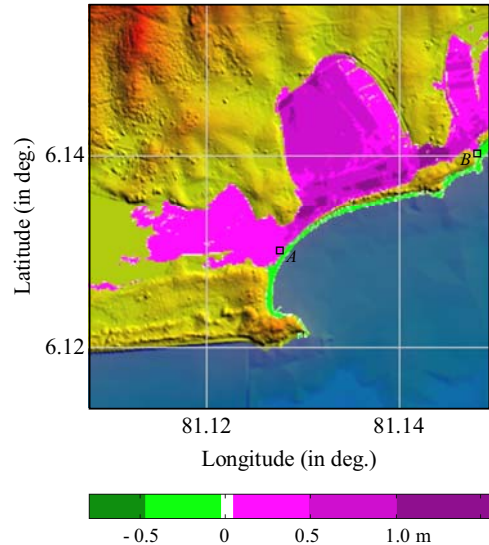 Latitude (in deg.)
6.14
6.12
B
A
81.12 81.14
Longitude (in deg.)
- 0.5 0 0.5 1.0 m